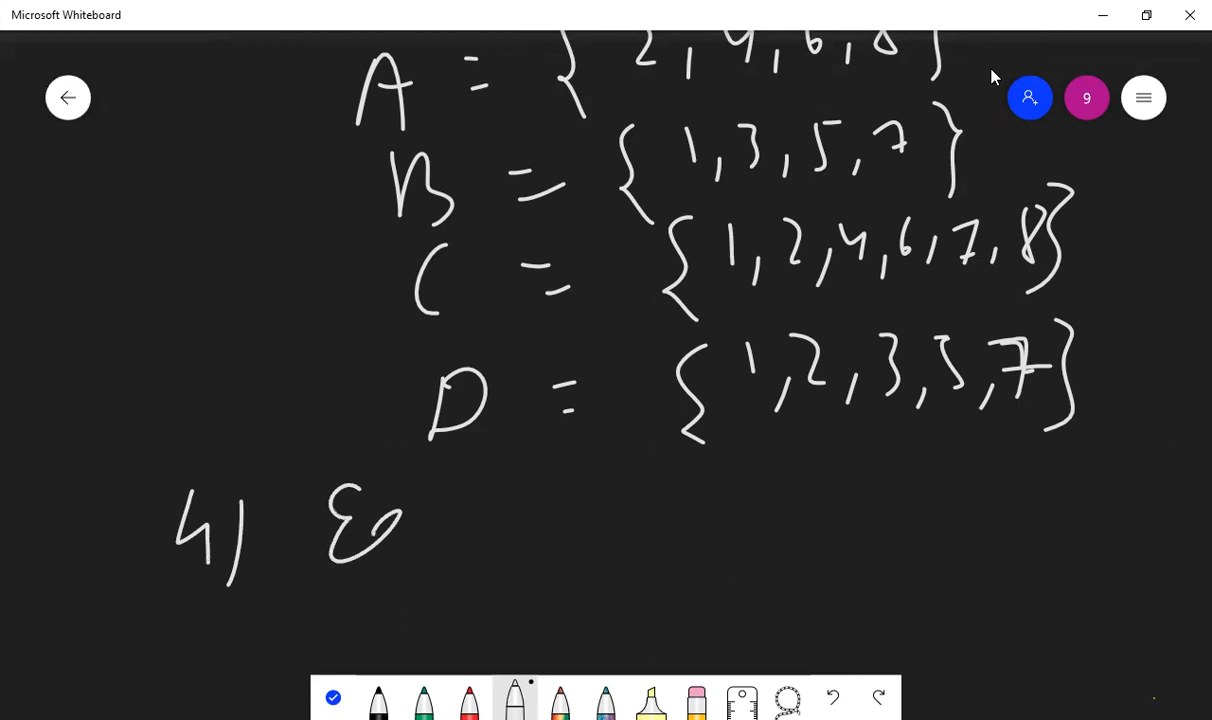 Microsoft Whiteboard
A = { 2, 4, 6, 8 }
9
B = { 1, 3, 5, 7 }
C = { 1, 2, 4, 6, 7, 8 }
D = { 1, 2, 3, 5, 7 }
4)